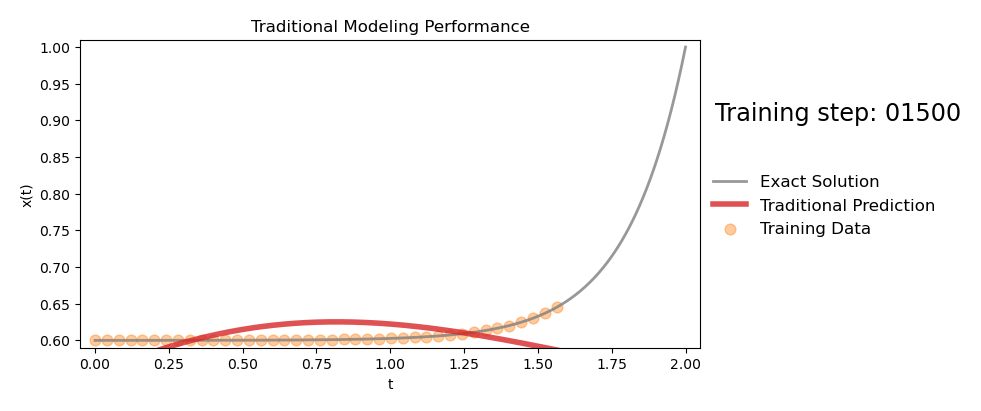 Traditional Modeling Performance
1.00
0.95
0.90
0.85
0.80
0.75
0.70
0.65
0.60
x(t)
0.00 0.25 0.50 0.75 1.00 1.25 1.50 1.75 2.00
t
Training step: 01500
Exact Solution
Traditional Prediction
Training Data